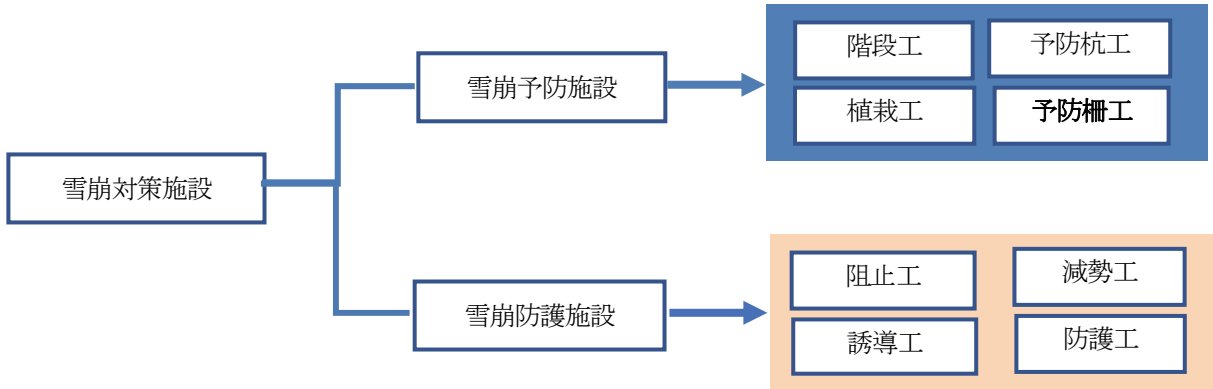 雪崩対策施設
雪崩予防施設
階段工
予防杭工
植栽工
予防柵工
雪崩防護施設
阻止工
減勢工
誘導工
防護工